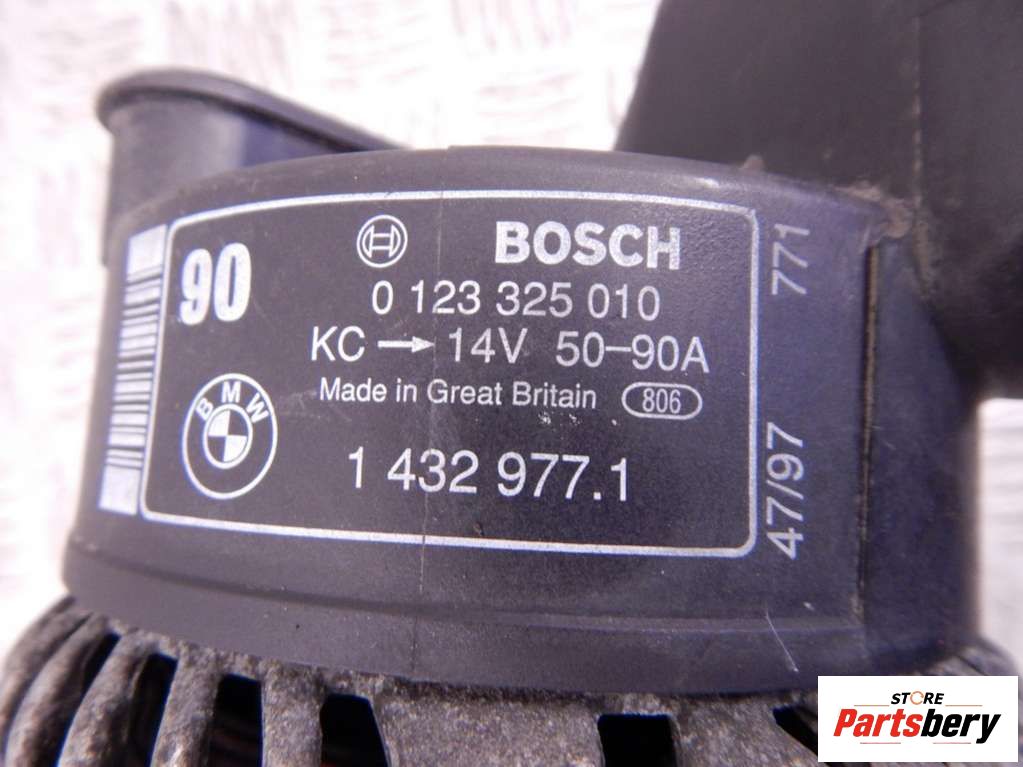 90
BOSCH
0 123 325 010
KC → 14V 50-90A
Made in Great Britain 806
BMW
1 432 977.1
771
47/97
STORE
Partsbery